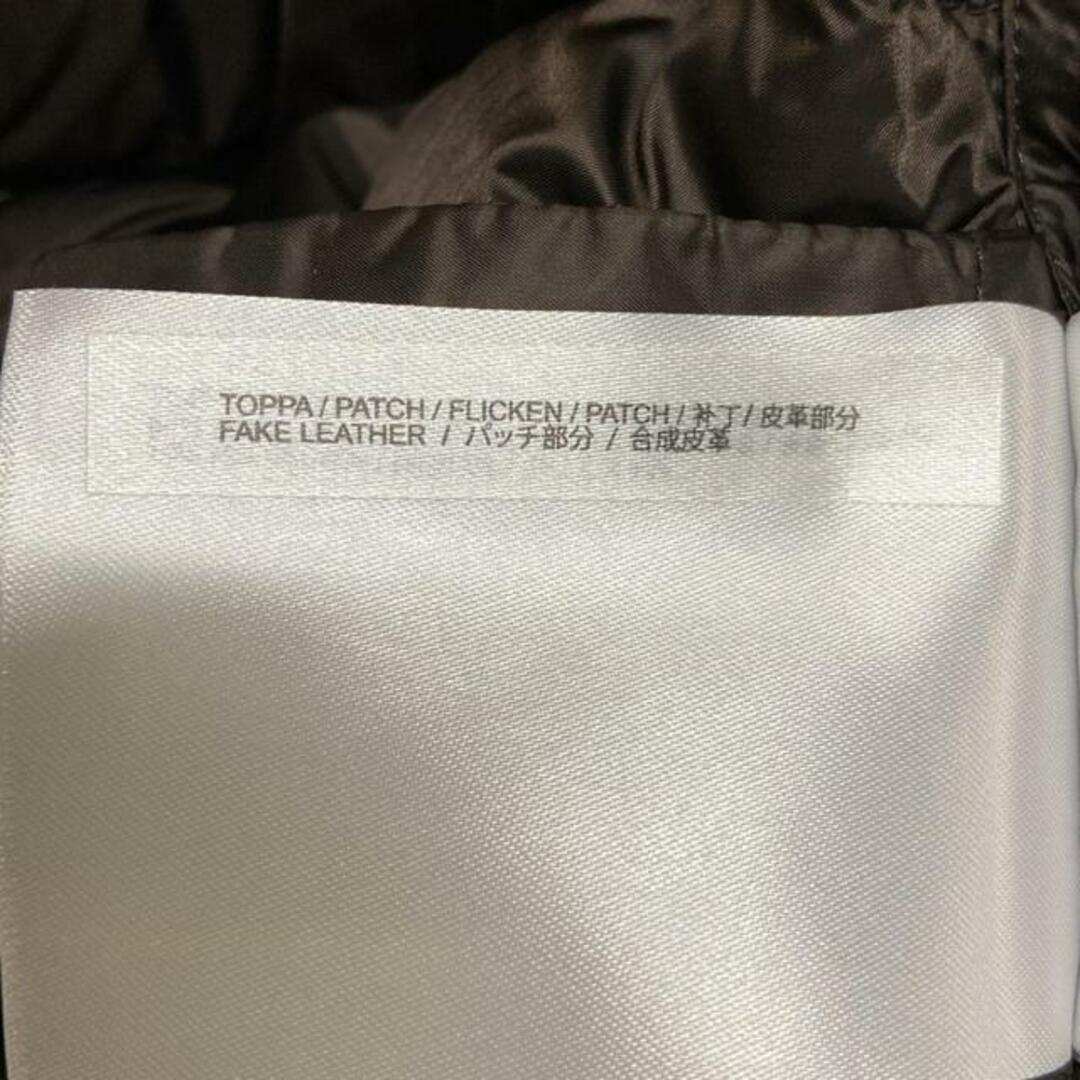 TOPPA / PATCH / FLICKEN / PATCH / 补丁 / 皮革部分
FAKE LEATHER / パッチ部分 / 合成皮革